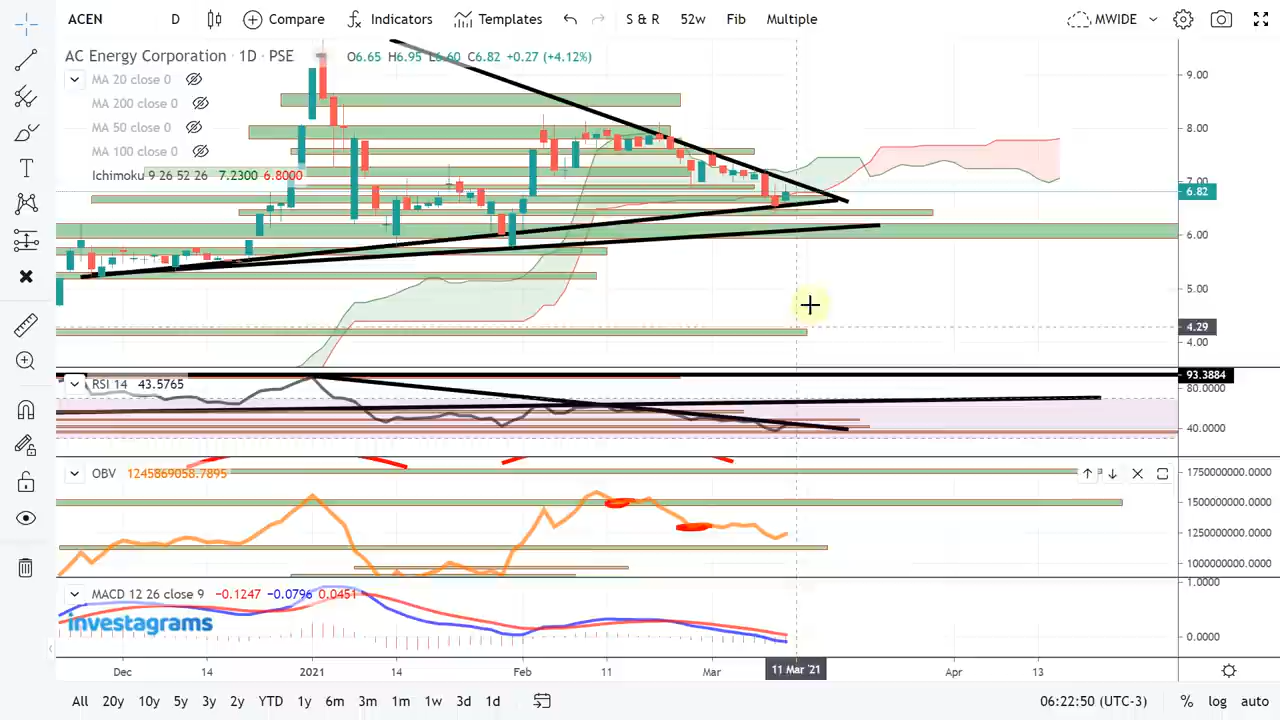 ACEN D Compare Indicators Templates S & R 52w Fib Multiple MWIDE
AC Energy Corporation · 1D · PSE O6.65 H6.95 L6.60 C6.82 +0.27 (+4.12%)
MA 20 close 0
MA 200 close 0
MA 50 close 0
MA 100 close 0
Ichimoku 9 26 52 26 7.2300 6.8000
9.00
8.00
7.00
6.82
6.00
5.00
4.29
4.00
RSI 14 43.5765
93.3884
80.0000
40.0000
OBV 1245869058.7895
1750000000.0000
1500000000.0000
1250000000.0000
1000000000.0000
MACD 12 26 close 9 −0.1247 −0.0796 0.0451
1.0000
0.0000
investagrams
Dec 14 2021 14 Feb 11 Mar 11 Mar '21 Apr 13
All 20y 10y 5y 3y 2y YTD 1y 6m 3m 1m 1w 3d 1d 06:22:50 (UTC-3) % log auto